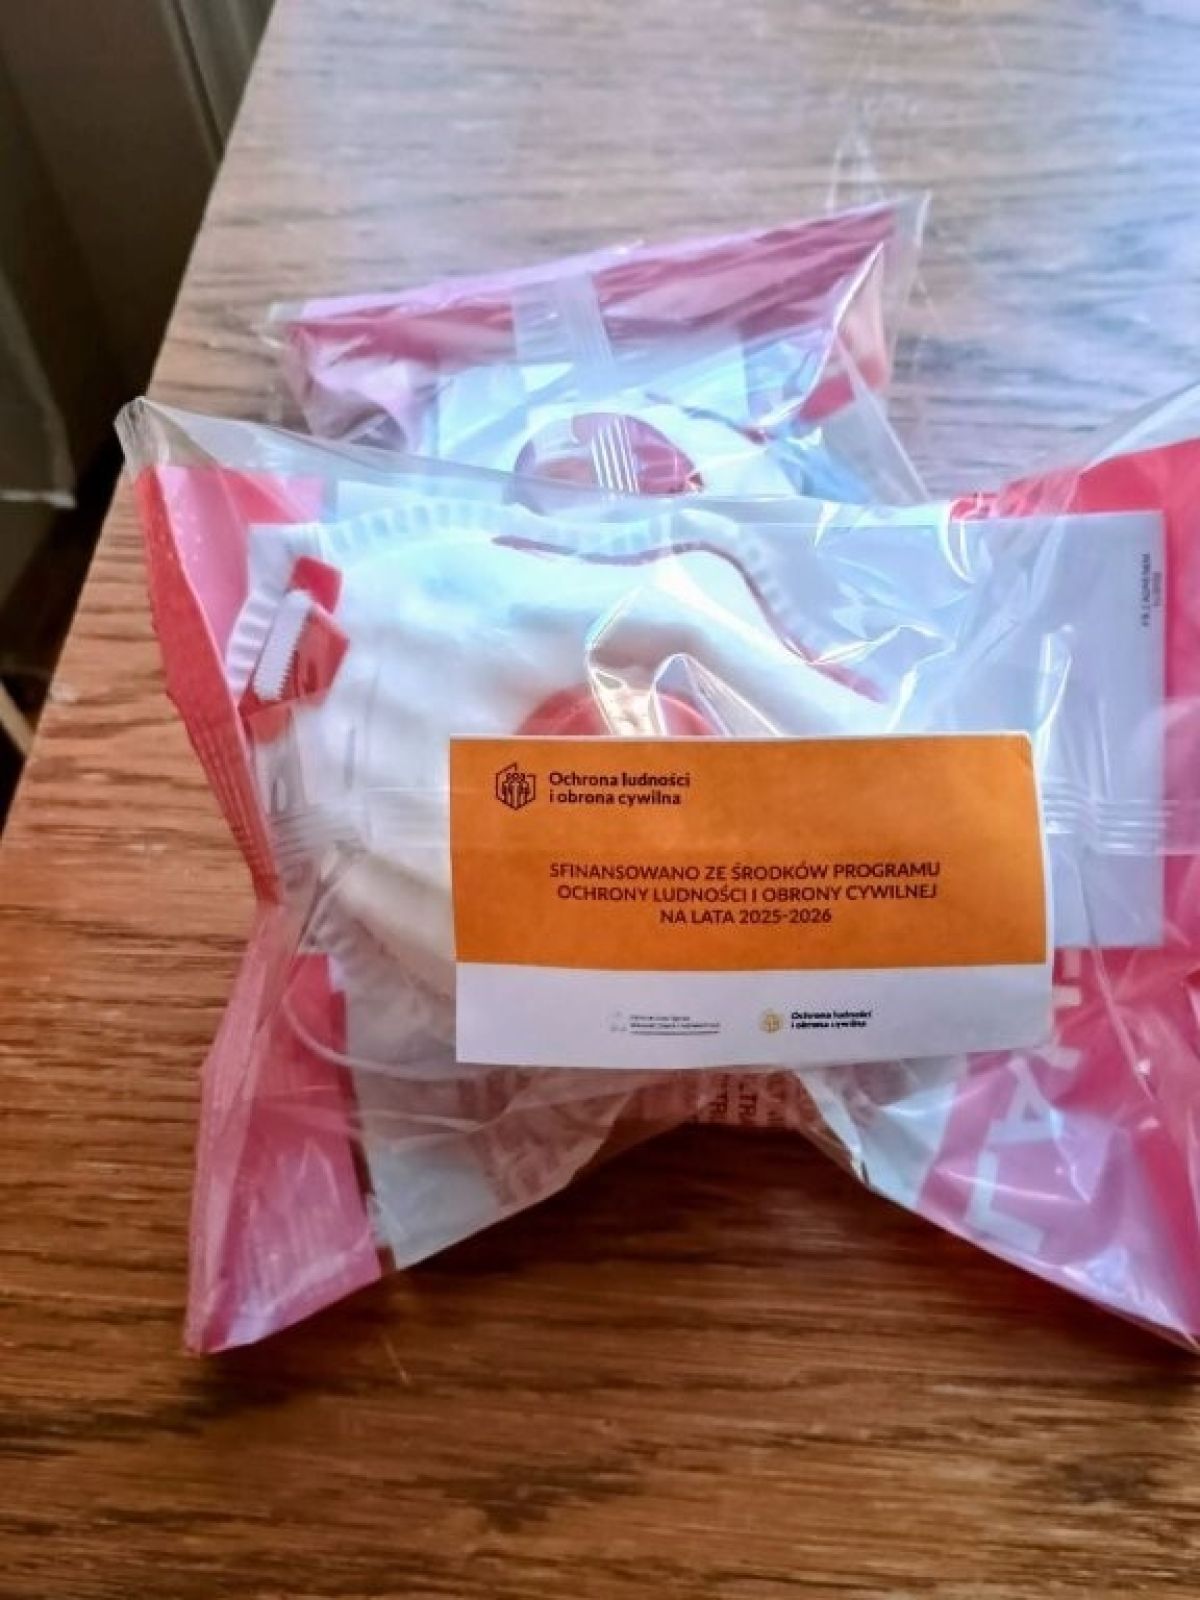 Ochrona ludności
i obrona cywilna
SFINANSOWANO ZE ŚRODKÓW PROGRAMU
OCHRONY LUDNOŚCI I OBRONY CYWILNEJ
NA LATA 2025-2026
Ochrona ludności
i obrona cywilna